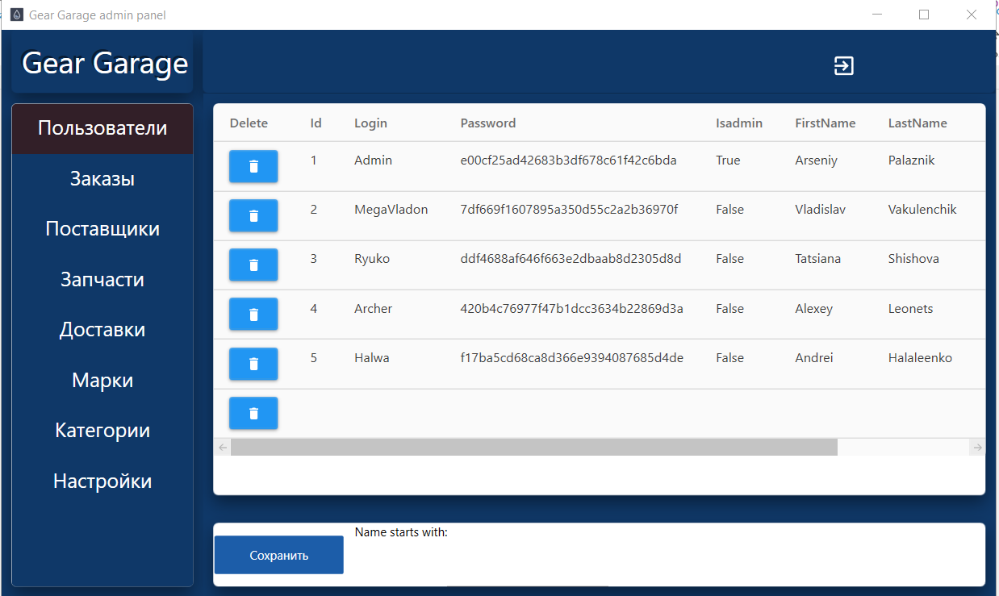 Gear Garage admin panel
Gear Garage
Пользователи
Заказы
Поставщики
Запчасти
Доставки
Марки
Категории
Настройки
Delete Id Login Password Isadmin FirstName LastName
1 Admin e00cf25ad42683b3df678c61f42c6bda True Arseniy Palaznik
2 MegaVladon 7df669f1607895a350d55c2a2b36970f False Vladislav Vakulenchik
3 Ryuko ddf4688af646f663e2dbaab8d2305d8d False Tatsiana Shishova
4 Archer 420b4c76977f47b1dcc3634b22869d3a False Alexey Leonets
5 Halwa f17ba5cd68ca8d366e9394087685d4de False Andrei Halaleenko
Name starts with:
Сохранить